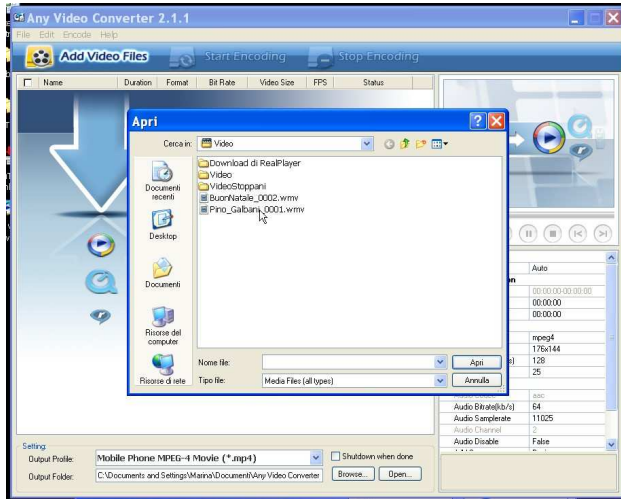 Any Video Converter 2.1.1
File Edit Encode Help
Add Video Files Start Encoding Stop Encoding
Name Duration Format Bit Rate Video Size FPS Status
Apri
Cerca in: Video
Documenti recenti
Desktop
Documenti
Risorse del computer
Risorse di rete
Download di RealPlayer
Video
VideoStoppani
BuonNatale_0002.wmv
Pino_Galbani_0001.wmv
Nome file: Apri
Tipo file: Media Files (all types) Annulla
Auto
00:00:00-00:00:00
00:00:00
00:00:00
mpeg4
176x144
128
25
aac
Audio Bitrate(kb/s) 64
Audio Samplerate 11025
Audio Channel 2
Audio Disable False
Setting
Output Profile: Mobile Phone MPEG-4 Movie (*.mp4) Shutdown when done
Output Folder: C:\Documents and Settings\Marina\Documenti\Any Video Converter Browse... Open...